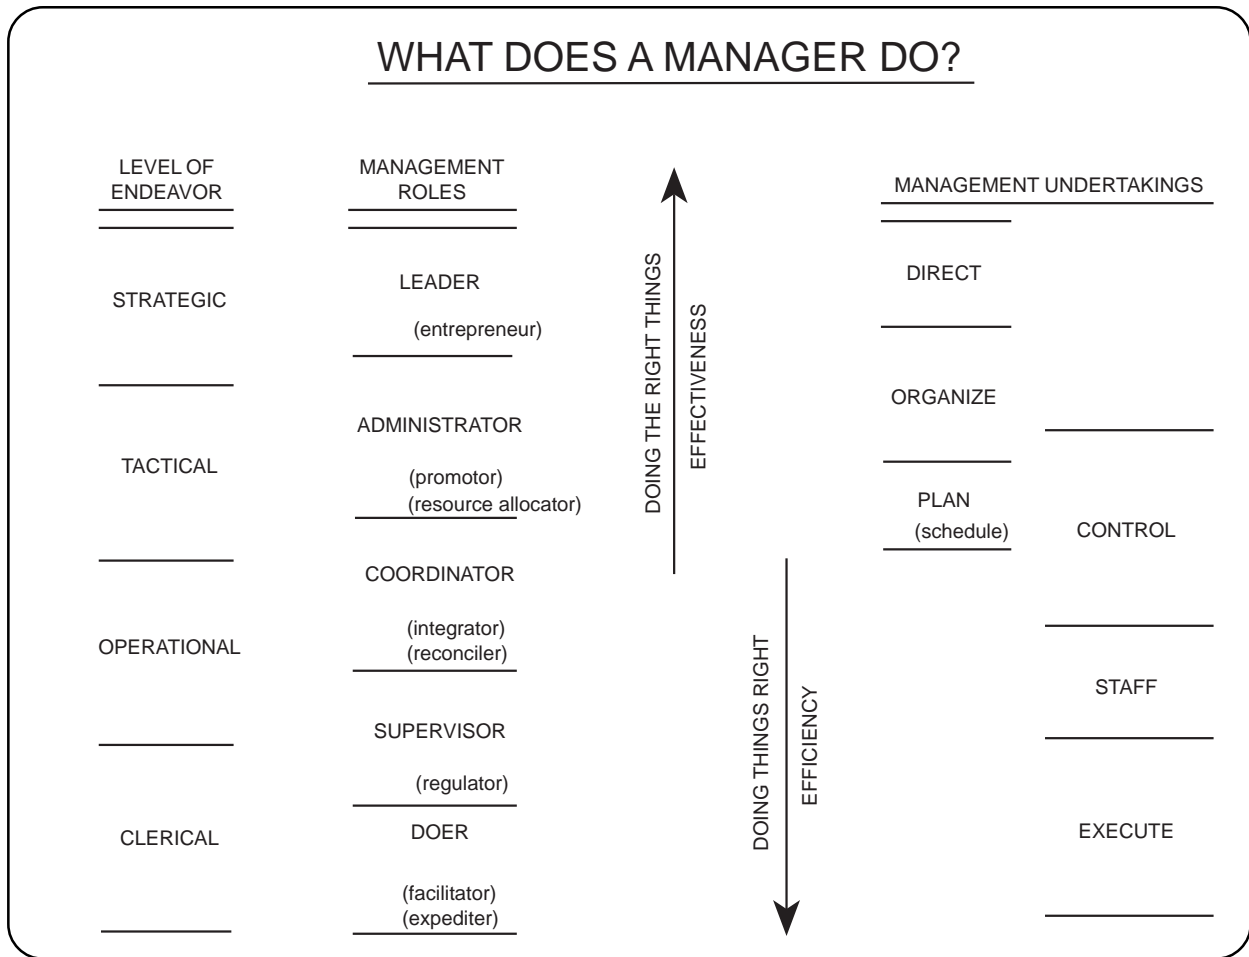 WHAT DOES A MANAGER DO?
LEVEL OF
ENDEAVOR
STRATEGIC
TACTICAL
OPERATIONAL
CLERICAL
MANAGEMENT
ROLES
LEADER
(entrepreneur)
ADMINISTRATOR
(promotor)
(resource allocator)
COORDINATOR
(integrator)
(reconciler)
SUPERVISOR
(regulator)
DOER
(facilitator)
(expediter)
DOING THE RIGHT THINGS
EFFECTIVENESS
DOING THINGS RIGHT
EFFICIENCY
MANAGEMENT UNDERTAKINGS
DIRECT
ORGANIZE
PLAN
(schedule)
CONTROL
STAFF
EXECUTE